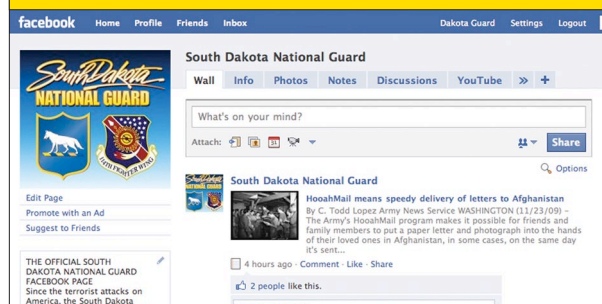 facebook Home Profile Friends Inbox Dakota Guard Settings Logout
South Dakota
NATIONAL GUARD
114TH FIGHTER WING
South Dakota National Guard
Wall Info Photos Notes Discussions YouTube » +
What's on your mind?
Attach: 31 Share
Options
South Dakota
NATIONAL GUARD
South Dakota National Guard
HooahMail means speedy delivery of letters to Afghanistan
By C. Todd Lopez Army News Service WASHINGTON (11/23/09) –
The Army's HooahMail program makes it possible for friends and
family members to put a paper letter and photograph into the hands
of their loved ones in Afghanistan, in some cases, on the same day
it's sent...
4 hours ago · Comment · Like · Share
2 people like this.
Edit Page
Promote with an Ad
Suggest to Friends
THE OFFICIAL SOUTH
DAKOTA NATIONAL GUARD
FACEBOOK PAGE
Since the terrorist attacks on
America, the South Dakota